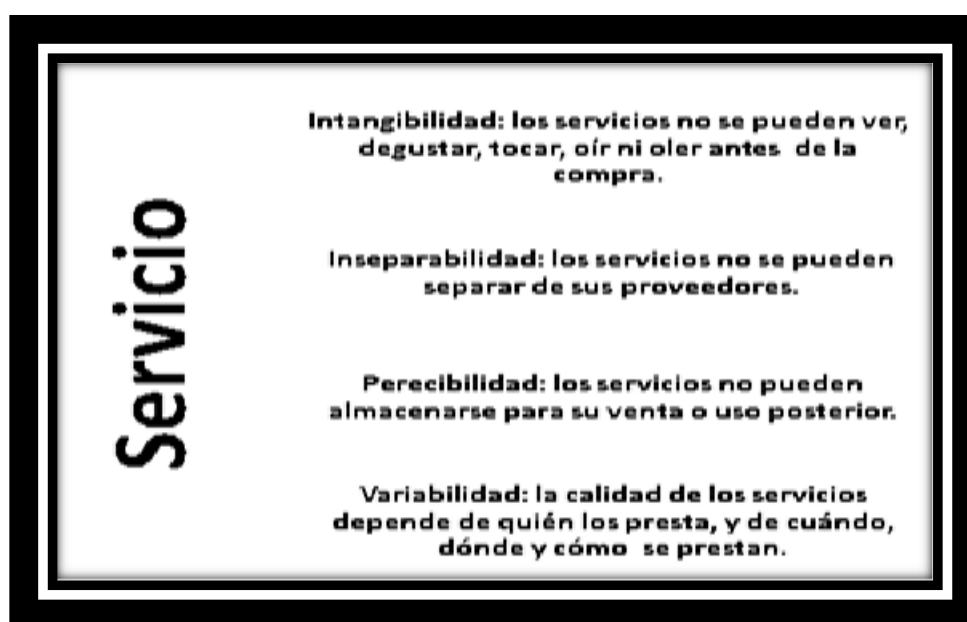 Servicio
Intangibilidad: los servicios no se pueden ver,
degustar, tocar, oír ni oler antes de la
compra.
Inseparabilidad: los servicios no se pueden
separar de sus proveedores.
Perecibilidad: los servicios no pueden
almacenarse para su venta o uso posterior.
Variabilidad: la calidad de los servicios
depende de quién los presta, y de cuándo,
dónde y cómo se prestan.